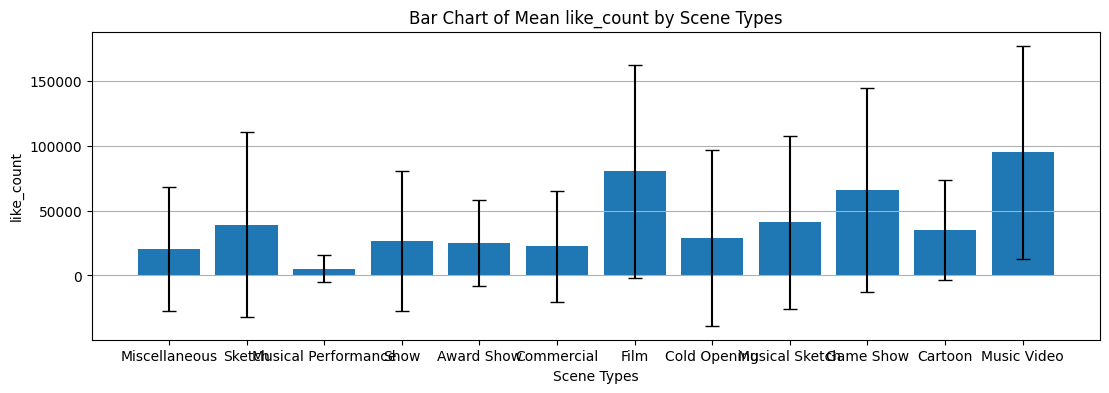 Bar Chart of Mean like_count by Scene Types
like_count
150000
100000
50000
0
Miscellaneous Sketch Musical Performance Show Award Show Commercial Film Cold Opening Musical Sketch Game Show Cartoon Music Video
Scene Types